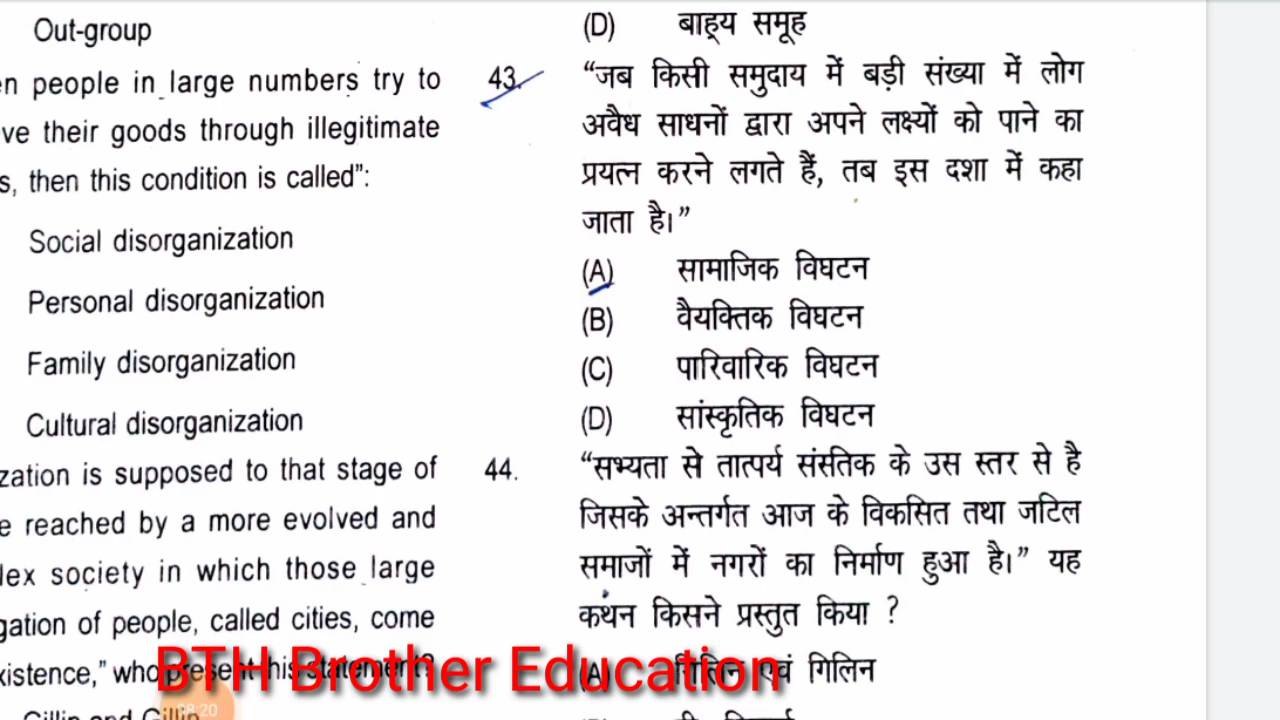 Out-group
en people in large numbers try to
ve their goods through illegitimate
s, then this condition is called”:
Social disorganization
Personal disorganization
Family disorganization
Cultural disorganization
zation is supposed to that stage of
e reached by a more evolved and
lex society in which those large
gation of people, called cities, come
xistence,” who present his statement?
Gillin and Gillin
(D) बाह्य समूह
43. “जब किसी समुदाय में बड़ी संख्या में लोग
अवैध साधनों द्वारा अपने लक्ष्यों को पाने का
प्रयत्न करने लगते हैं, तब इस दशा में कहा
जाता है।”
(A) सामाजिक विघटन
(B) वैयक्तिक विघटन
(C) पारिवारिक विघटन
(D) सांस्कृतिक विघटन
44. “सभ्यता से तात्पर्य संसतिक के उस स्तर से है
जिसके अन्तर्गत आज के विकसित तथा जटिल
समाजों में नगरों का निर्माण हुआ है।” यह
कथन किसने प्रस्तुत किया ?
(A) गिलिन एवं गिलिन
BTH Brother Education
08:20